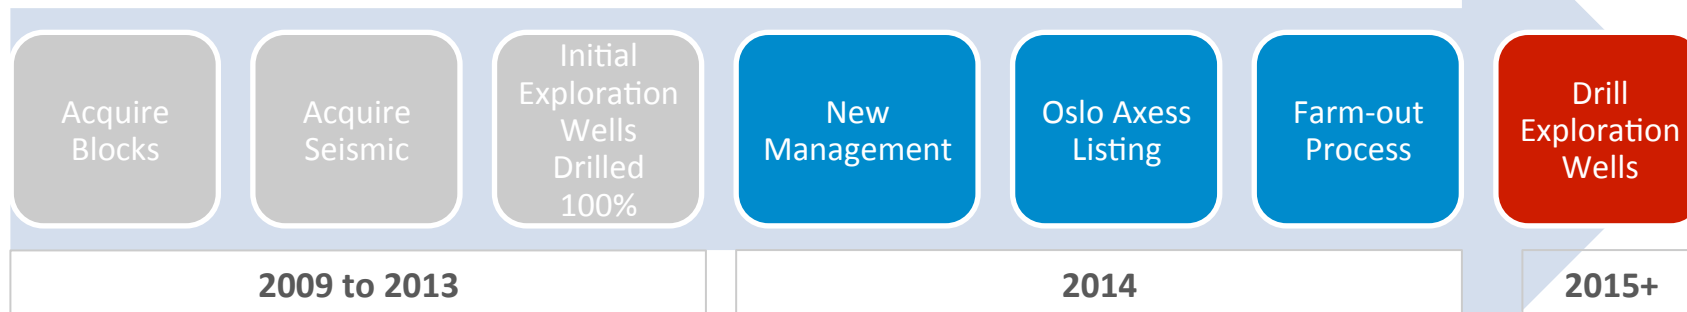 Acquire
Blocks
Acquire
Seismic
Initial
Exploration
Wells
Drilled
100%
New
Management
Oslo Axess
Listing
Farm-out
Process
Drill
Exploration
Wells
2009 to 2013
2014
2015+